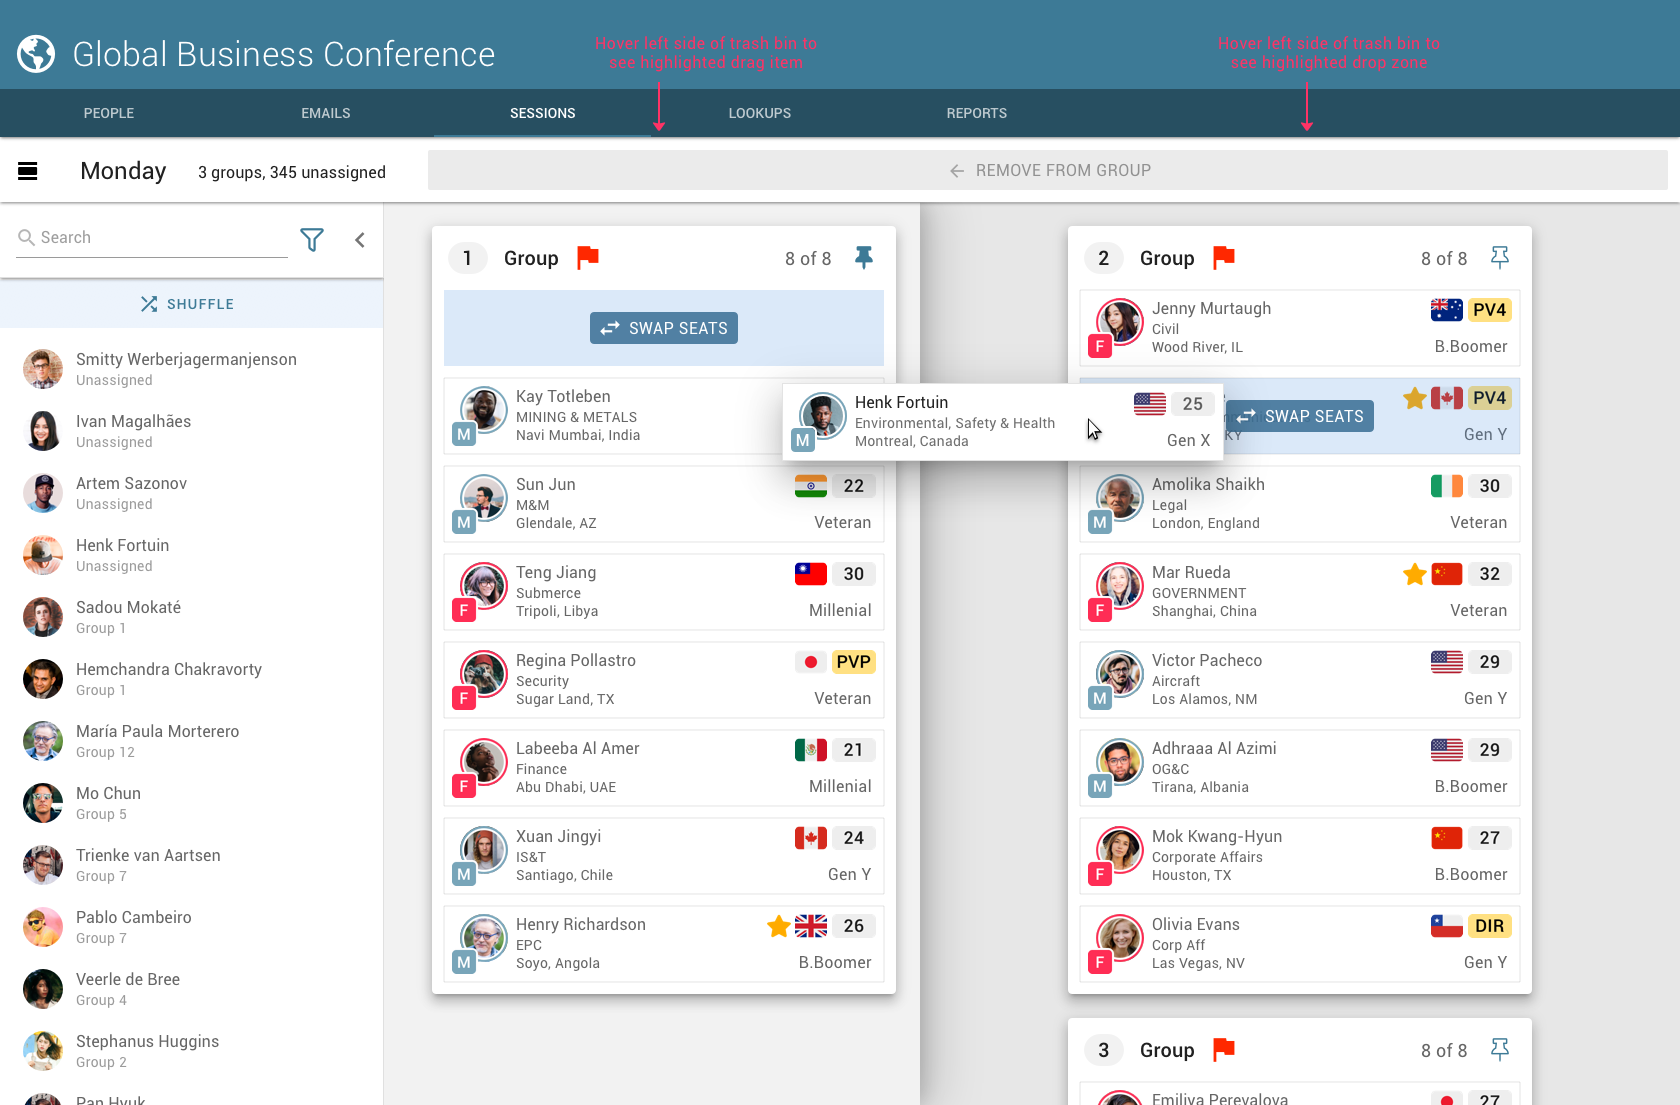 Global Business Conference
Hover left side of trash bin to
see highlighted drag item
Hover left side of trash bin to
see highlighted drop zone
PEOPLE
EMAILS
SESSIONS
LOOKUPS
REPORTS
Monday
3 groups, 345 unassigned
REMOVE FROM GROUP
Search
SHUFFLE
Smitty Werberjagermanjenson
Unassigned
Ivan Magalhães
Unassigned
Artem Sazonov
Unassigned
Henk Fortuin
Unassigned
Sadou Mokaté
Group 1
Hemchandra Chakravorty
Group 1
María Paula Morterero
Group 12
Mo Chun
Group 5
Trienke van Aartsen
Group 7
Pablo Cambeiro
Group 7
Veerle de Bree
Group 4
Stephanus Huggins
Group 2
Pan Hyuk
1 Group 8 of 8
SWAP SEATS
Kay Totleben
MINING & METALS
M Navi Mumbai, India
Henk Fortuin 25
Environmental, Safety & Health
M Montreal, Canada Gen X
Sun Jun 22
M&M
M Glendale, AZ Veteran
Teng Jiang 30
Submerce
F Tripoli, Libya Millenial
Regina Pollastro PVP
Security
F Sugar Land, TX Veteran
Labeeba Al Amer 21
Finance
F Abu Dhabi, UAE Millenial
Xuan Jingyi 24
IS&T
M Santiago, Chile Gen Y
Henry Richardson 26
EPC
M Soyo, Angola B.Boomer
2 Group 8 of 8
Jenny Murtaugh PV4
Civil
F Wood River, IL B.Boomer
PV4
SWAP SEATS
KY Gen Y
Amolika Shaikh 30
Legal
M London, England Veteran
Mar Rueda 32
GOVERNMENT
F Shanghai, China Veteran
Victor Pacheco 29
Aircraft
M Los Alamos, NM Gen Y
Adhraaa Al Azimi 29
OG&C
M Tirana, Albania B.Boomer
Mok Kwang-Hyun 27
Corporate Affairs
F Houston, TX B.Boomer
Olivia Evans DIR
Corp Aff
F Las Vegas, NV Gen Y
3 Group 8 of 8
Emiliya Perevalova 27